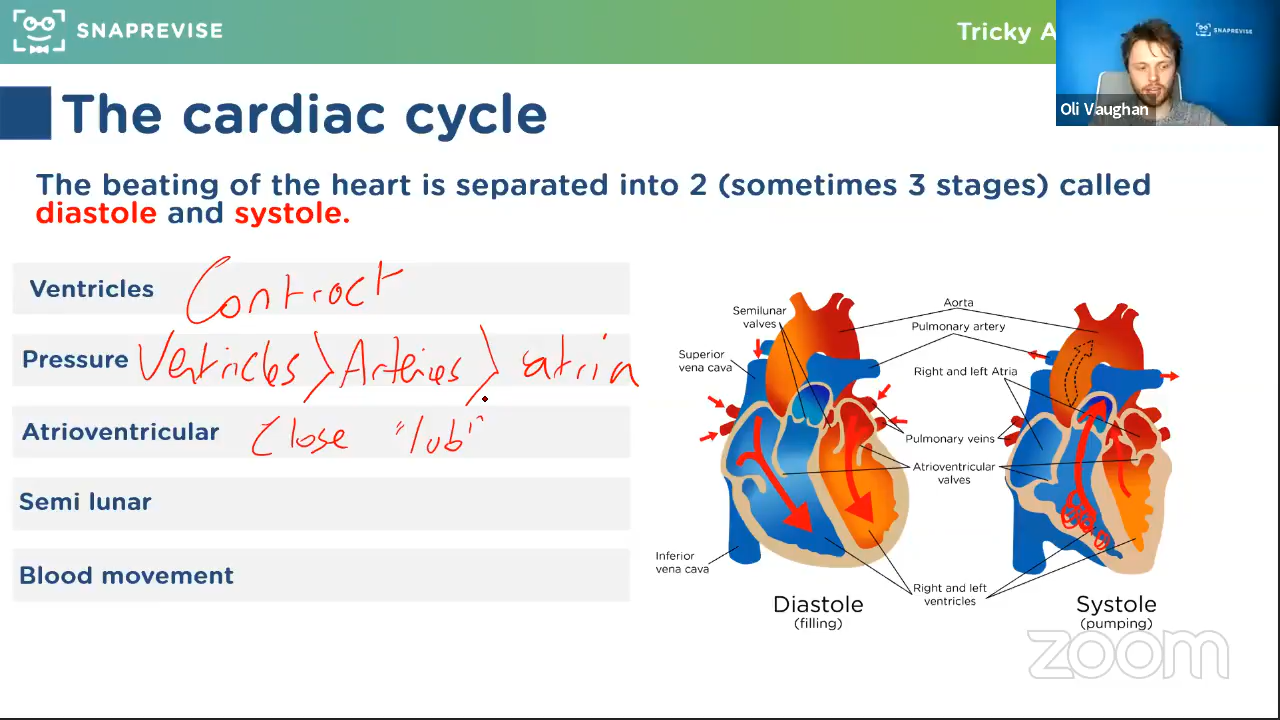 SNAPREVISE
Tricky A
SNAPREVISE
Oli Vaughan
The cardiac cycle
The beating of the heart is separated into 2 (sometimes 3 stages) called
diastole and systole.
Ventricles Contract
Pressure Ventricles > Arteries > atria
Atrioventricular Close "lub"
Semi lunar
Blood movement
Semilunar
valves
Superior
vena cava
Inferior
vena cava
Aorta
Pulmonary artery
Right and left Atria
Pulmonary veins
Atrioventricular
valves
Right and left
ventricles
Diastole
(filling)
Systole
(pumping)
zoom